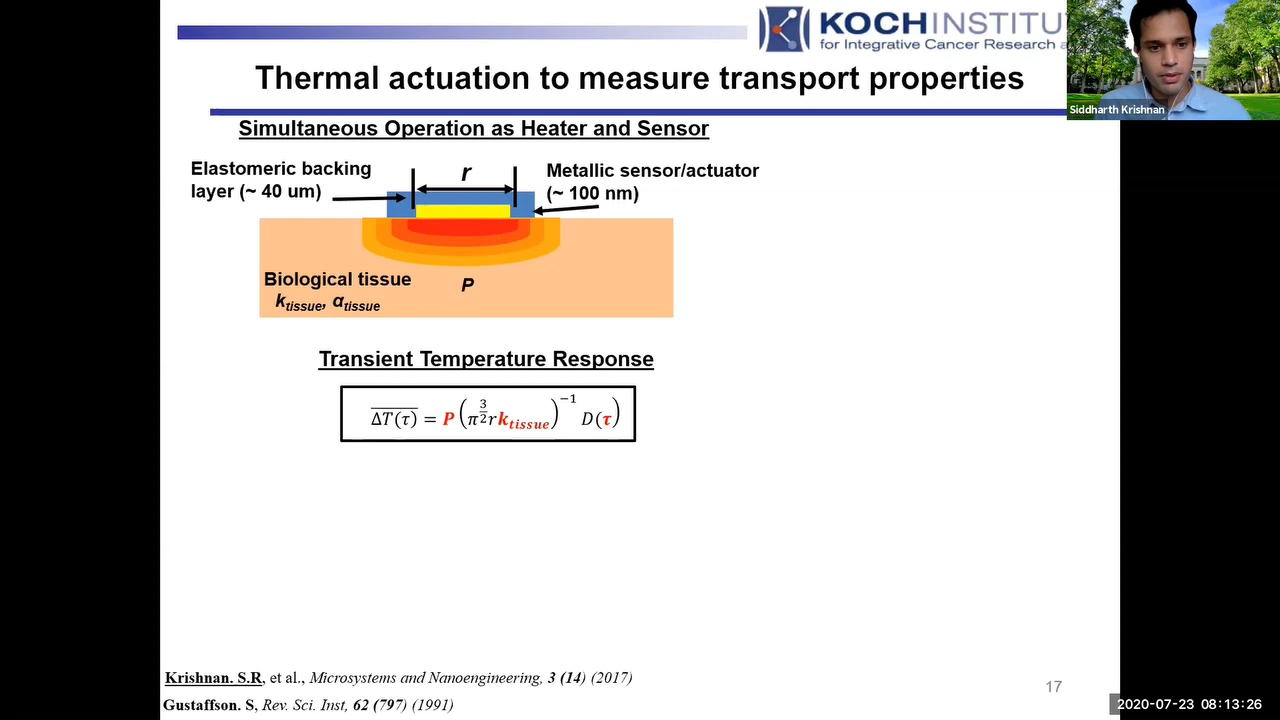 KOCHINSTITU
for Integrative Cancer Research a
Siddharth Krishnan
Thermal actuation to measure transport properties
Simultaneous Operation as Heater and Sensor
Elastomeric backing
layer (~ 40 um)
r
Metallic sensor/actuator
(~ 100 nm)
Biological tissue
k_tissue, α_tissue
P
Transient Temperature Response
ΔT(τ) = P (π^{3/2} r k_tissue)^{-1} D(τ)
Krishnan. S.R, et al., Microsystems and Nanoengineering, 3 (14) (2017)
Gustaffson. S, Rev. Sci. Inst, 62 (797) (1991)
17
2020-07-23 08:13:26